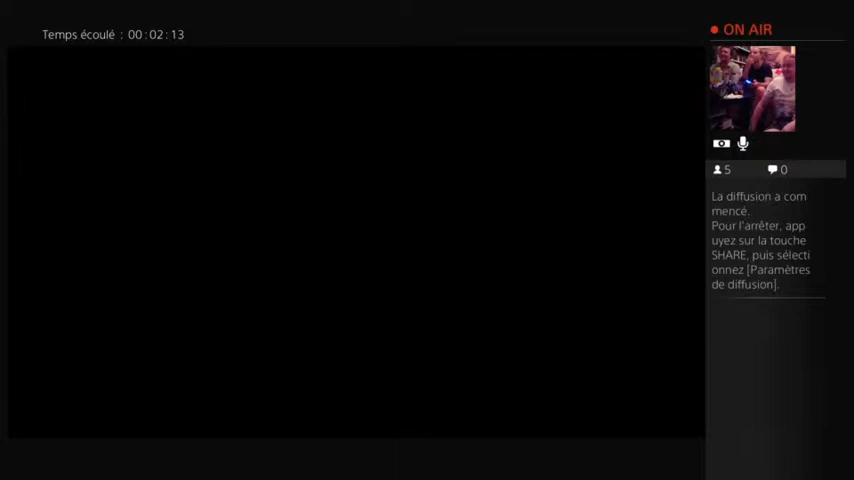 Temps écoulé : 00:02:13
ON AIR
5 0
La diffusion a com
mencé.
Pour l'arrêter, app
uyez sur la touche
SHARE, puis sélecti
onnez [Paramètres
de diffusion].